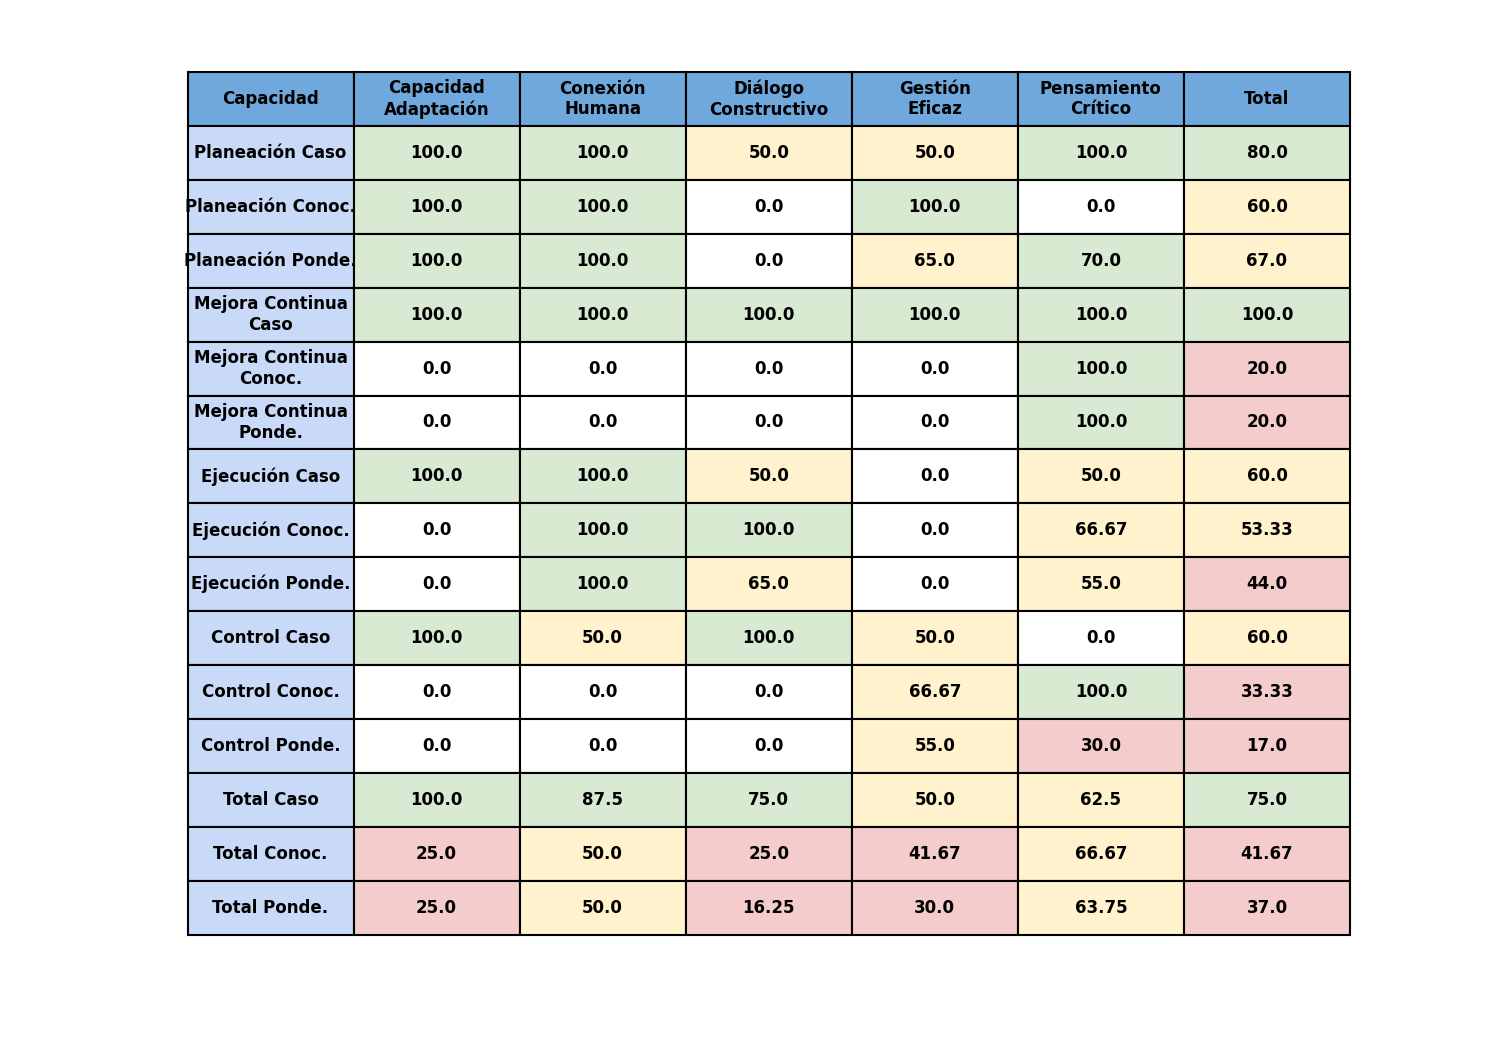 Capacidad Capacidad Adaptación Conexión Humana Diálogo Constructivo Gestión Eficaz Pensamiento Crítico Total
Planeación Caso 100.0 100.0 50.0 50.0 100.0 80.0
Planeación Conoc. 100.0 100.0 0.0 100.0 0.0 60.0
Planeación Ponde. 100.0 100.0 0.0 65.0 70.0 67.0
Mejora Continua Caso 100.0 100.0 100.0 100.0 100.0 100.0
Mejora Continua Conoc. 0.0 0.0 0.0 0.0 100.0 20.0
Mejora Continua Ponde. 0.0 0.0 0.0 0.0 100.0 20.0
Ejecución Caso 100.0 100.0 50.0 0.0 50.0 60.0
Ejecución Conoc. 0.0 100.0 100.0 0.0 66.67 53.33
Ejecución Ponde. 0.0 100.0 65.0 0.0 55.0 44.0
Control Caso 100.0 50.0 100.0 50.0 0.0 60.0
Control Conoc. 0.0 0.0 0.0 66.67 100.0 33.33
Control Ponde. 0.0 0.0 0.0 55.0 30.0 17.0
Total Caso 100.0 87.5 75.0 50.0 62.5 75.0
Total Conoc. 25.0 50.0 25.0 41.67 66.67 41.67
Total Ponde. 25.0 50.0 16.25 30.0 63.75 37.0